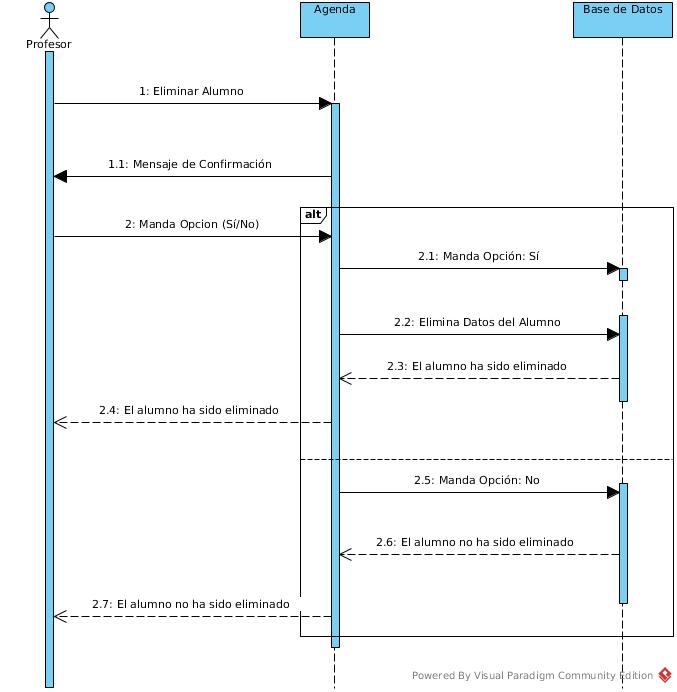 Agenda
Base de Datos
Profesor
1: Eliminar Alumno
1.1: Mensaje de Confirmación
alt
2: Manda Opcion (Sí/No)
2.1: Manda Opción: Sí
2.2: Elimina Datos del Alumno
2.3: El alumno ha sido eliminado
2.4: El alumno ha sido eliminado
2.5: Manda Opción: No
2.6: El alumno no ha sido eliminado
2.7: El alumno no ha sido eliminado
Powered By Visual Paradigm Community Edition